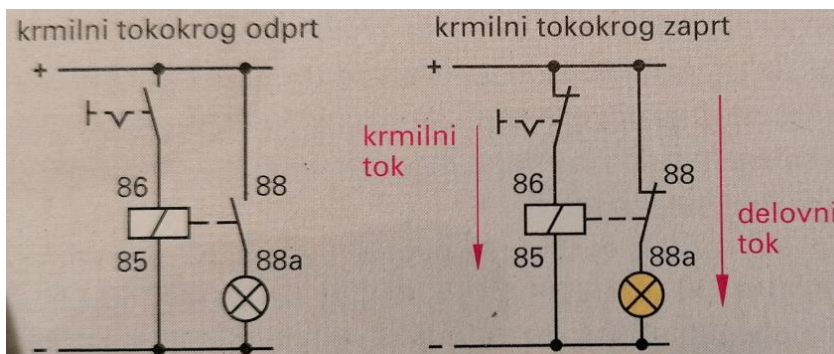 krmilni tokokrog odprt
+
86
88
85
88a
−
krmilni tokokrog zaprt
+
krmilni
tok
86
88
85
88a
delovni
tok
−